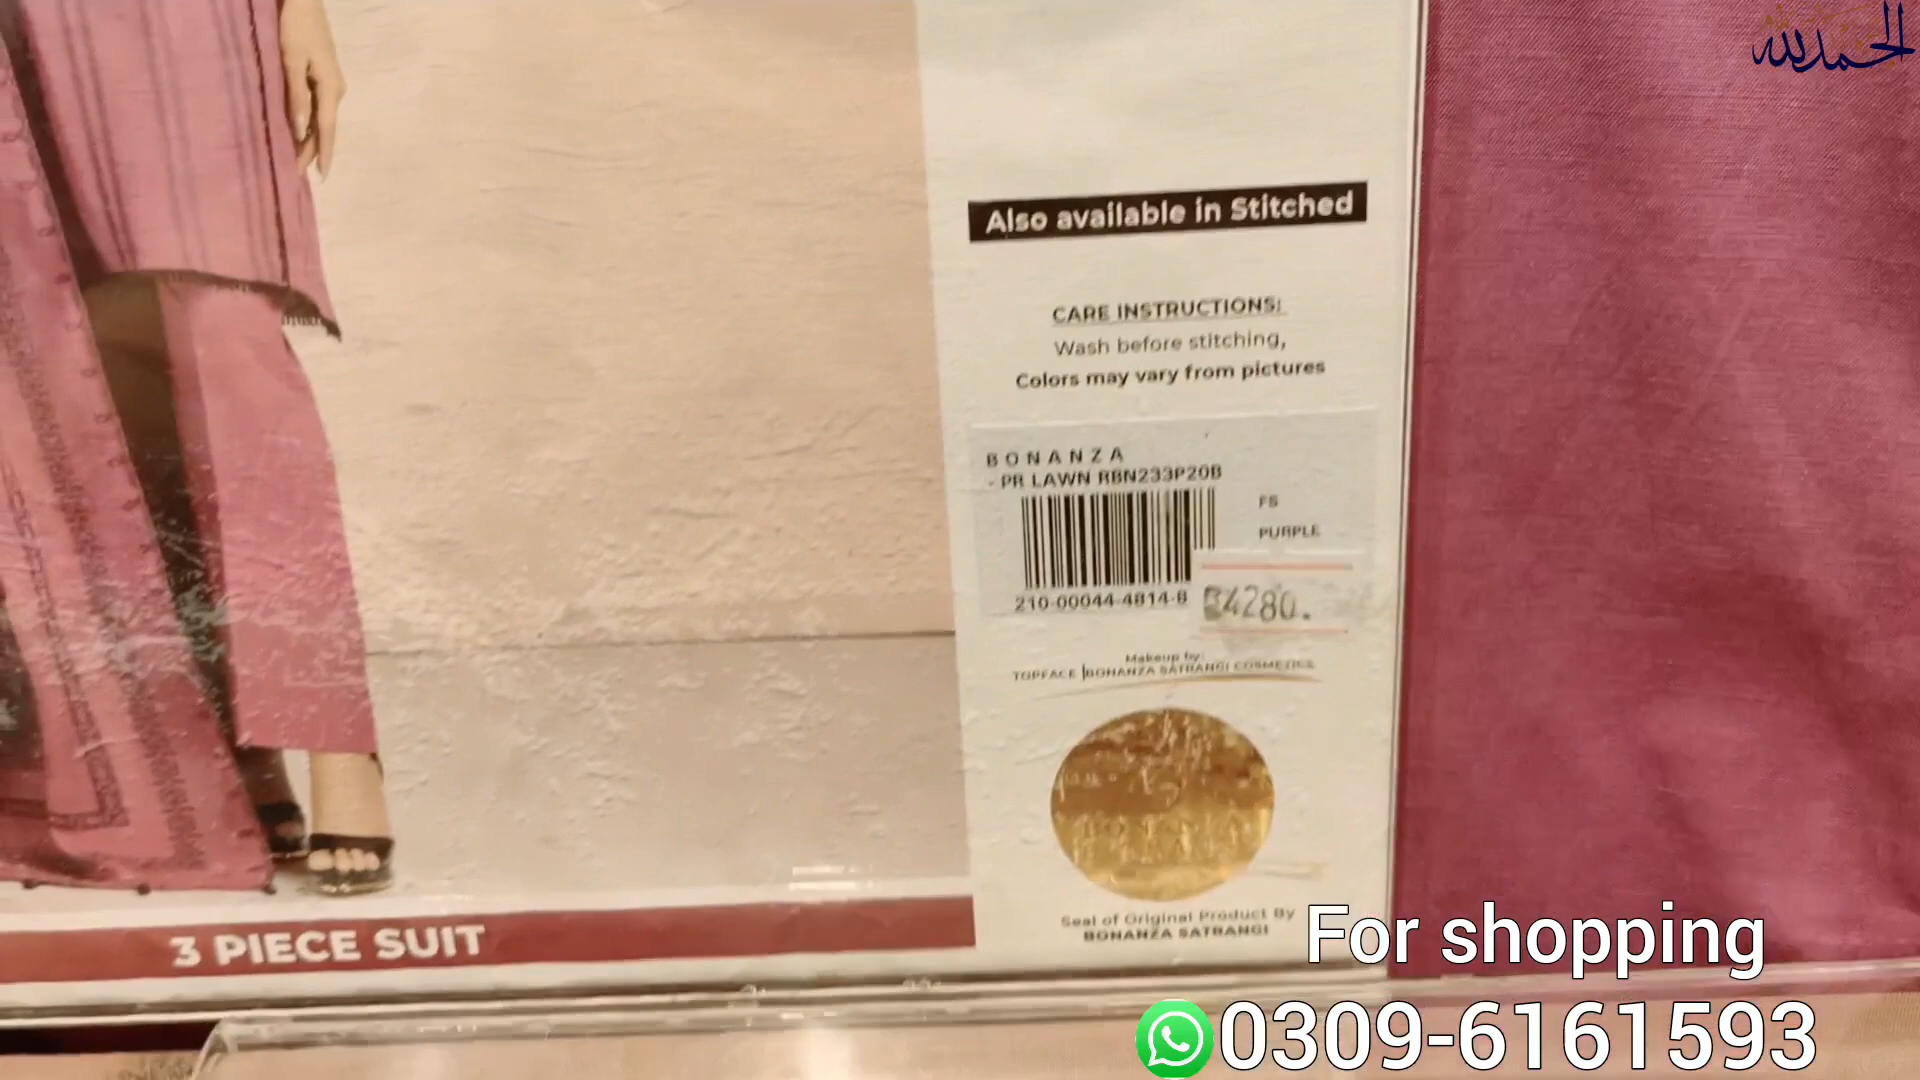 الحمدلله
Also available in Stitched
CARE INSTRUCTIONS:
Wash before stitching,
Colors may vary from pictures
BONANZA
- PR LAWN RBN233P20B
FS
PURPLE
210-00044-4814-8
4280.
Makeup by:
TOPFACE |BONANZA SATRANGI COSMETICS
Seal of Original Product By
BONANZA SATRANGI
3 PIECE SUIT
For shopping
0309-6161593